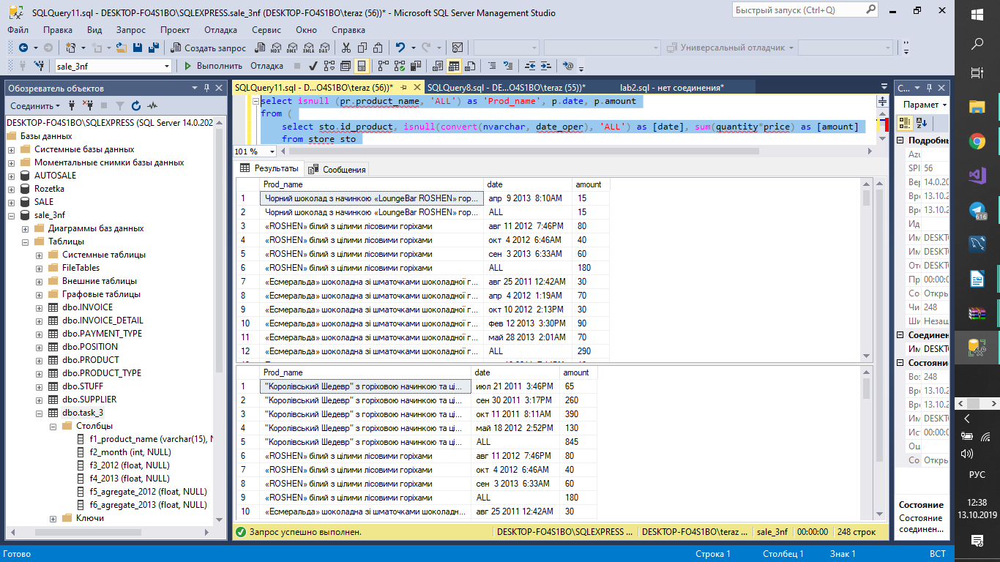 SQLQuery11.sql - DESKTOP-FO4S1BO\SQLEXPRESS.sale_3nf (DESKTOP-FO4S1BO\teraz (56))* - Microsoft SQL Server Management Studio
Быстрый запуск (Ctrl+Q)
Файл Правка Вид Запрос Проект Отладка Сервис Окно Справка
Создать запрос MDX DMX XMLA DAX Универсальный отладчик
sale_3nf Выполнить Отладка
Обозреватель объектов
Соединить
DESKTOP-FO4S1BO\SQLEXPRESS (SQL Server 14.0.202
Базы данных
Системные базы данных
Моментальные снимки базы данных
AUTOSALE
Rozetka
SALE
sale_3nf
Диаграммы баз данных
Таблицы
Системные таблицы
FileTables
Внешние таблицы
Графовые таблицы
dbo.INVOICE
dbo.INVOICE_DETAIL
dbo.PAYMENT_TYPE
dbo.POSITION
dbo.PRODUCT
dbo.PRODUCT_TYPE
dbo.STUFF
dbo.SUPPLIER
dbo.task_3
Столбцы
f1_product_name (varchar(15), N
f2_month (int, NULL)
f3_2012 (float, NULL)
f4_2013 (float, NULL)
f5_agregate_2012 (float, NULL)
f6_agregate_2013 (float, NULL)
Ключи
SQLQuery11.sql - D...O4S1BO\teraz (56))* SQLQuery8.sql - DE...O4S1BO\teraz (55))* lab2.sql - нет соединения*
select isnull (pr.product_name, 'ALL') as 'Prod_name', p.date, p.amount
from (
select sto.id_product, isnull(convert(nvarchar, date_oper), 'ALL') as [date], sum(quantity*price) as [amount]
from store sto
101 %
Результаты Сообщения
Prod_name date amount
1 Чорний шоколад з начинкою «LoungeBar ROSHEN» гор... апр 9 2013 8:10AM 15
2 Чорний шоколад з начинкою «LoungeBar ROSHEN» гор... ALL 15
3 «ROSHEN» білий з цілими лісовими горіхами авг 11 2012 7:46PM 80
4 «ROSHEN» білий з цілими лісовими горіхами окт 4 2012 6:46AM 40
5 «ROSHEN» білий з цілими лісовими горіхами сен 3 2013 6:33AM 60
6 «ROSHEN» білий з цілими лісовими горіхами ALL 180
7 «Есмеральда» шоколадна зі шматочками шоколадної г... авг 25 2011 12:42AM 30
8 «Есмеральда» шоколадна зі шматочками шоколадної г... апр 4 2012 1:19AM 70
9 «Есмеральда» шоколадна зі шматочками шоколадної г... окт 10 2012 2:13PM 30
10 «Есмеральда» шоколадна зі шматочками шоколадної г... фев 12 2013 3:30PM 90
11 «Есмеральда» шоколадна зі шматочками шоколадної г... май 28 2013 2:01AM 70
12 «Есмеральда» шоколадна зі шматочками шоколадної г... ALL 290
Prod_name date amount
1 "Королівський Шедевр" з горіховою начинкою та ці... июл 21 2011 3:46PM 65
2 "Королівський Шедевр" з горіховою начинкою та ці... сен 30 2011 3:17PM 260
3 "Королівський Шедевр" з горіховою начинкою та ці... окт 11 2011 8:11AM 390
4 "Королівський Шедевр" з горіховою начинкою та ці... май 18 2012 2:52PM 130
5 "Королівський Шедевр" з горіховою начинкою та ці... ALL 845
6 «ROSHEN» білий з цілими лісовими горіхами авг 11 2012 7:46PM 80
7 «ROSHEN» білий з цілими лісовими горіхами окт 4 2012 6:46AM 40
8 «ROSHEN» білий з цілими лісовими горіхами сен 3 2013 6:33AM 60
9 «ROSHEN» білий з цілими лісовими горіхами ALL 180
10 «Есмеральда» шоколадна зі шматочками шоколадн... авг 25 2011 12:42AM 30
Запрос успешно выполнен. DESKTOP-FO4S1BO\SQLEXPRESS ... DESKTOP-FO4S1BO\teraz ... sale_3nf 00:00:00 248 строк
С...
Парамет
Подробны
Azu
SPI 56
Вер 14.0.20
Вре 13.10.2
Вре 13.10.2
Ид
Им DESKT
Им DESKT
Отс DESKT
Пр 00:00:0
Со Откры
Чи 248
Ши Незаш
Соединен
Им DESKT
Состояние
Во: 248
Вре 13.10.2
Вре 13.10.2
Им DESKT
Ист 00:00:0
Ош
Со Откры
Состояние
Состояние
соединен...
616
РУС
12:38
13.10.2019
Готово Строка 1 Столбец 1 Знак 1 ВСТ